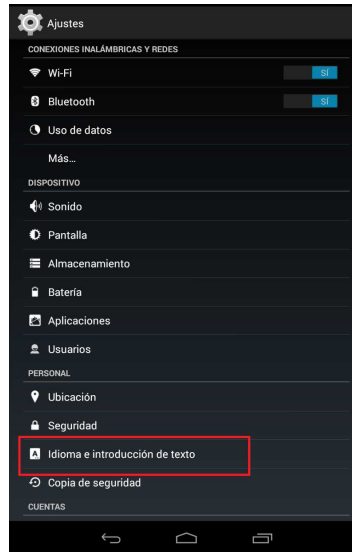 Ajustes
CONEXIONES INALÁMBRICAS Y REDES
Wi-Fi SÍ
Bluetooth SÍ
Uso de datos
Más...
DISPOSITIVO
Sonido
Pantalla
Almacenamiento
Batería
Aplicaciones
Usuarios
PERSONAL
Ubicación
Seguridad
A Idioma e introducción de texto
Copia de seguridad
CUENTAS